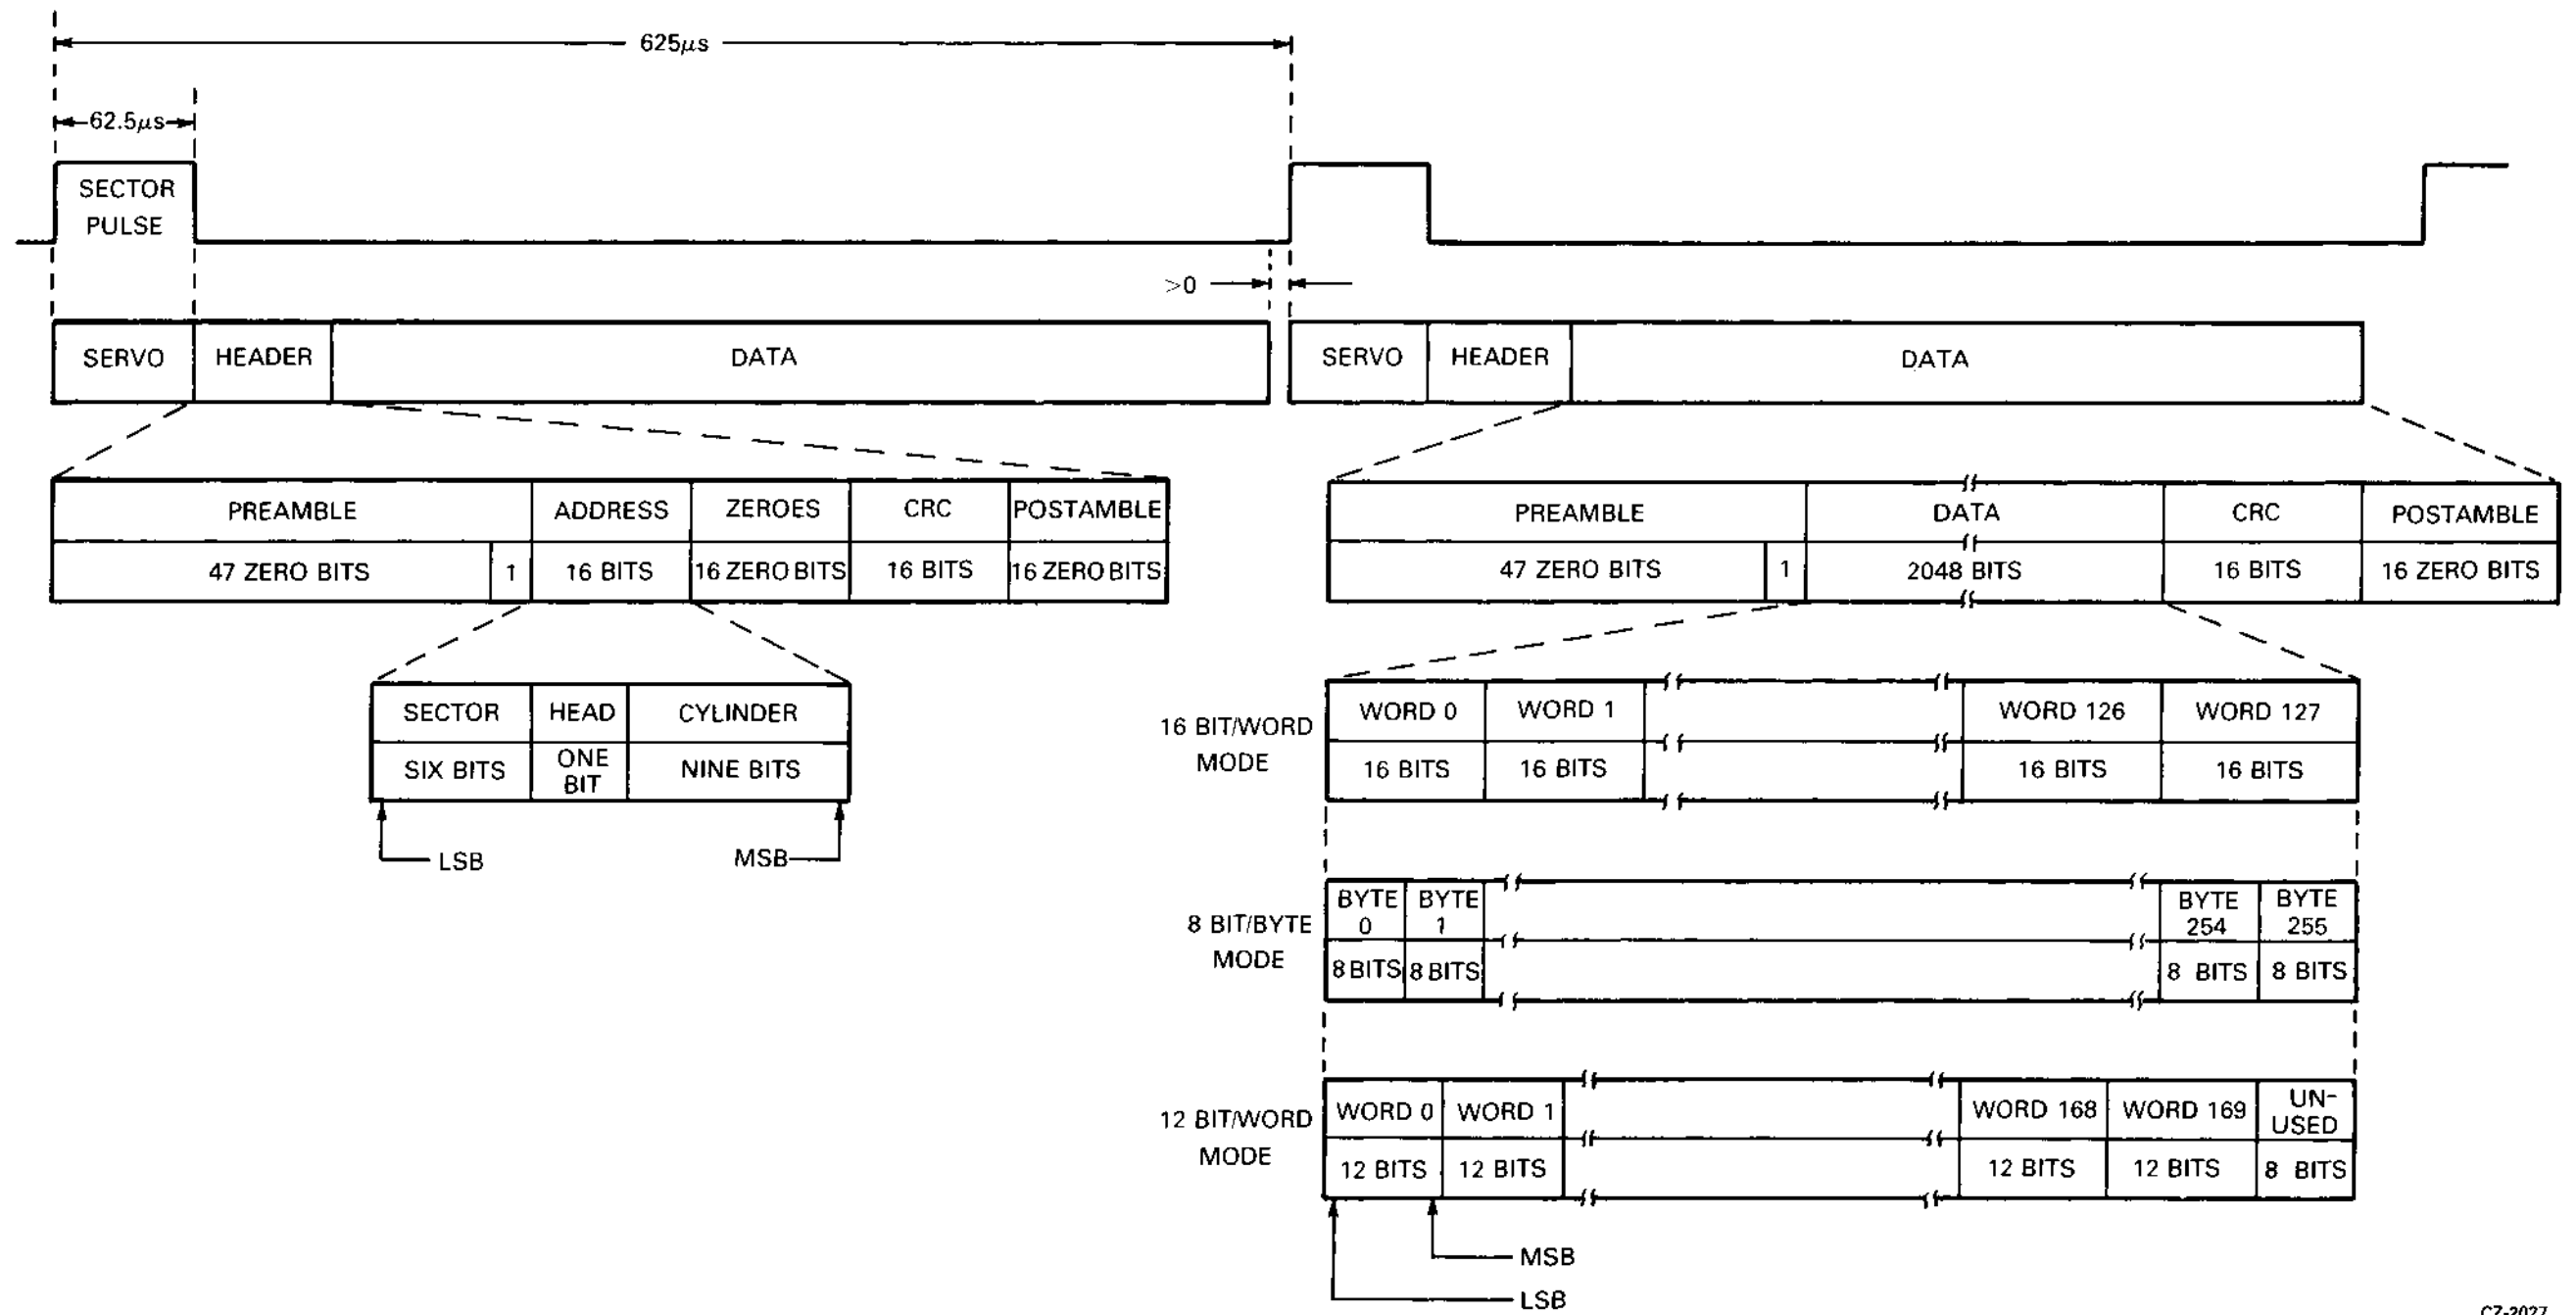 625μs
62.5μs
SECTOR
PULSE
>0
SERVO HEADER DATA SERVO HEADER DATA
PREAMBLE ADDRESS ZEROES CRC POSTAMBLE
47 ZERO BITS 1 16 BITS 16 ZERO BITS 16 BITS 16 ZERO BITS
PREAMBLE DATA CRC POSTAMBLE
47 ZERO BITS 1 2048 BITS 16 BITS 16 ZERO BITS
SECTOR HEAD CYLINDER
SIX BITS ONE BIT NINE BITS
LSB MSB
16 BIT/WORD
MODE
WORD 0 WORD 1 WORD 126 WORD 127
16 BITS 16 BITS 16 BITS 16 BITS
8 BIT/BYTE
MODE
BYTE BYTE BYTE BYTE
0 1 254 255
8 BITS 8 BITS 8 BITS 8 BITS
12 BIT/WORD
MODE
WORD 0 WORD 1 WORD 168 WORD 169 UN-
USED
12 BITS 12 BITS 12 BITS 12 BITS 8 BITS
MSB
LSB
CZ-2027